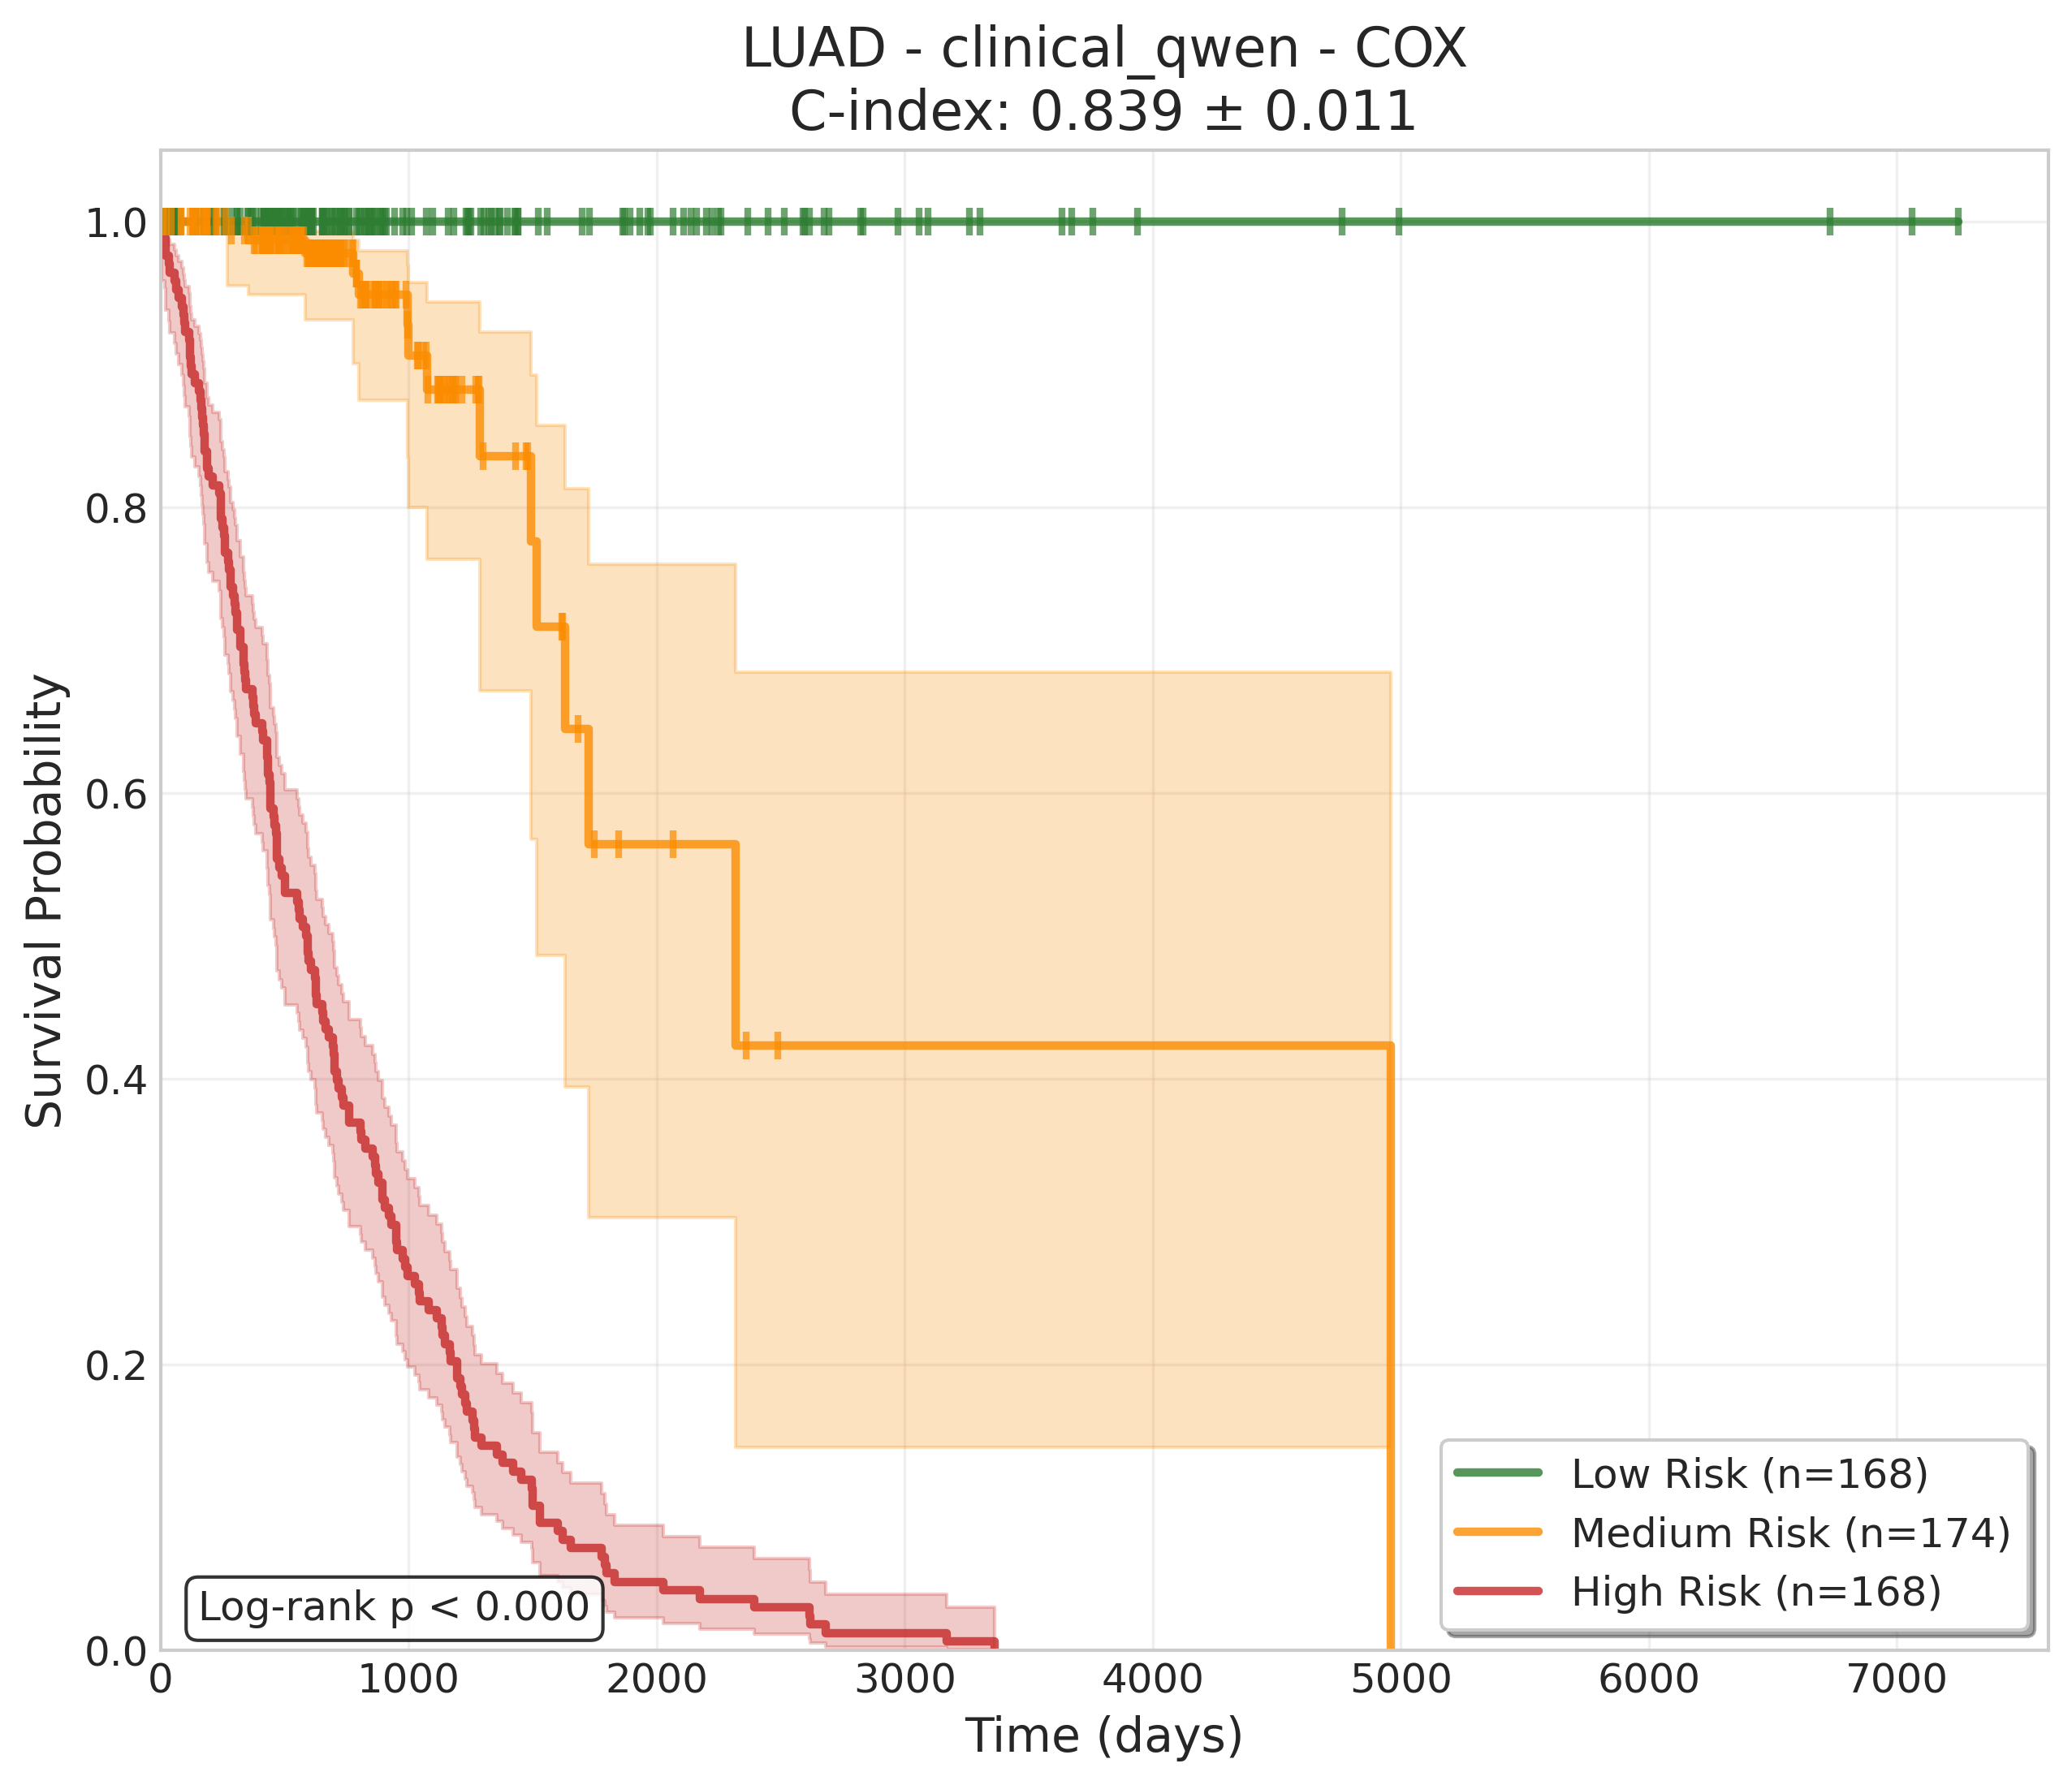 LUAD - clinical_qwen - COX
C-index: 0.839 ± 0.011
Survival Probability
1.0
0.8
0.6
0.4
0.2
0.0
Log-rank p < 0.000
Low Risk (n=168)
Medium Risk (n=174)
High Risk (n=168)
0 1000 2000 3000 4000 5000 6000 7000
Time (days)